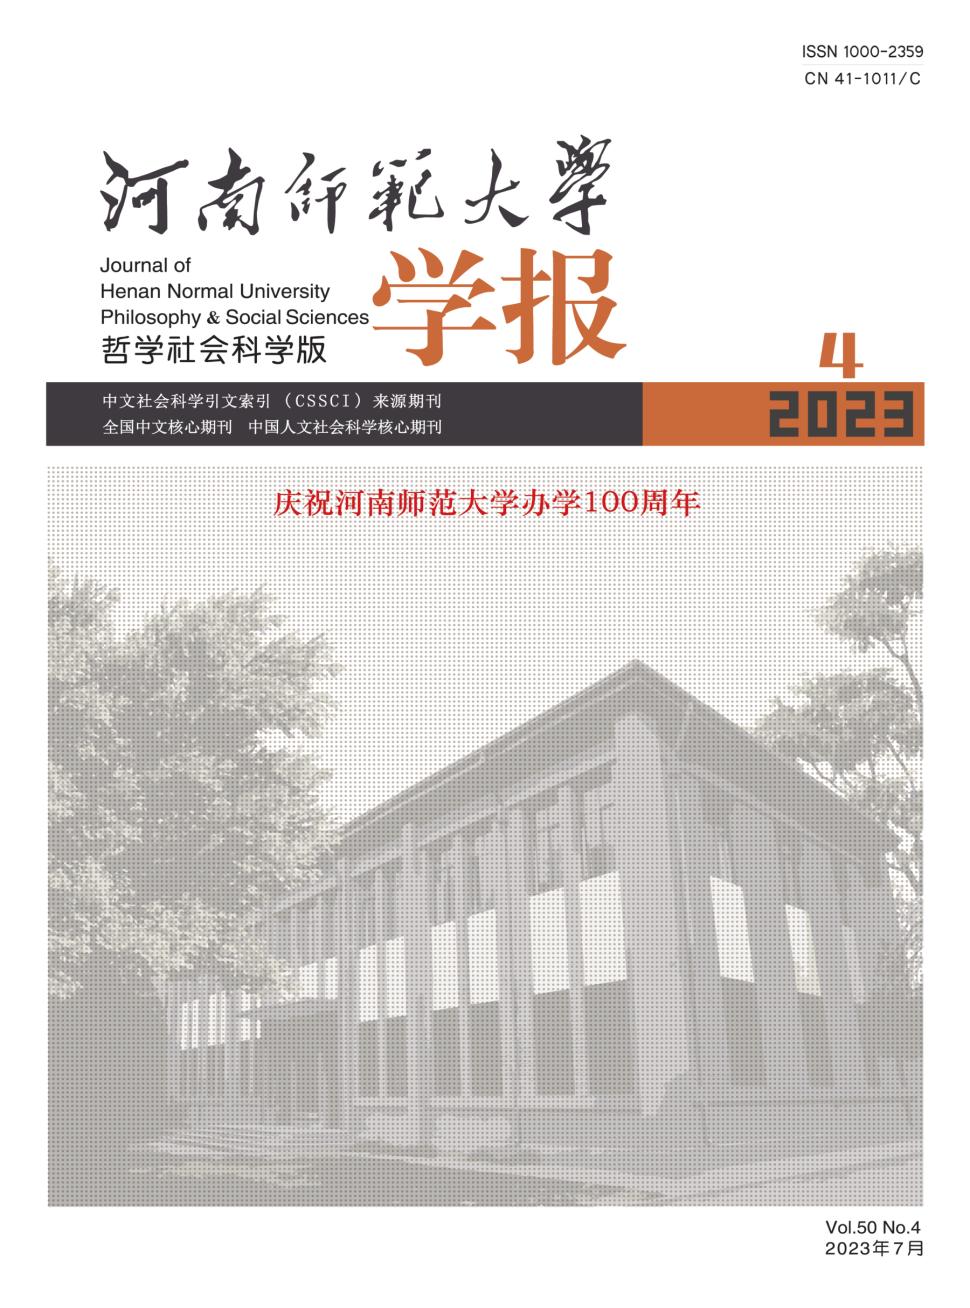 ISSN 1000-2359
CN 41-1011/C
河南师範大學
学报
Journal of
Henan Normal University
Philosophy & Social Sciences
哲学社会科学版
4
2023
中文社会科学引文索引（CSSCI）来源期刊
全国中文核心期刊 中国人文社会科学核心期刊
庆祝河南师范大学办学100周年
Vol.50 No.4
2023年7月